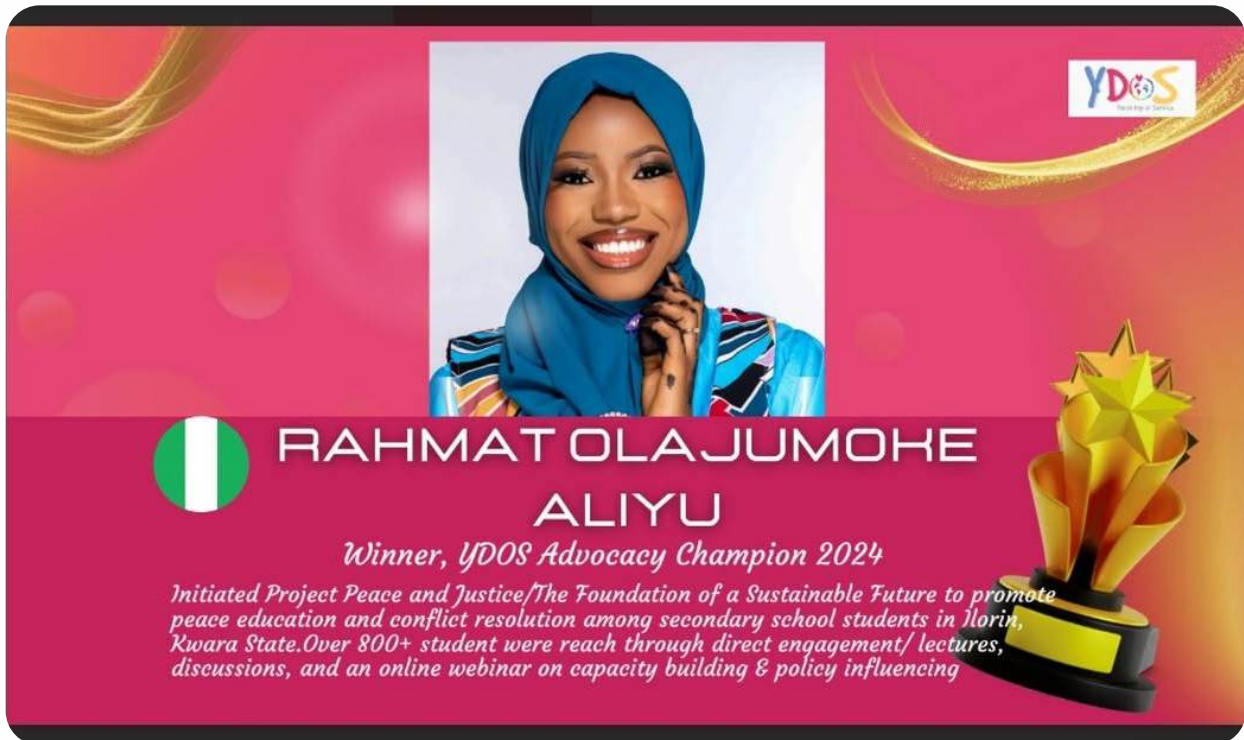 YDOS
RAHMAT OLAJUMOKE
ALIYU
Winner, YDOS Advocacy Champion 2024
Initiated Project Peace and Justice/The Foundation of a Sustainable Future to promote
peace education and conflict resolution among secondary school students in Ilorin,
Kwara State.Over 800+ student were reach through direct engagement/ lectures,
discussions, and an online webinar on capacity building & policy influencing